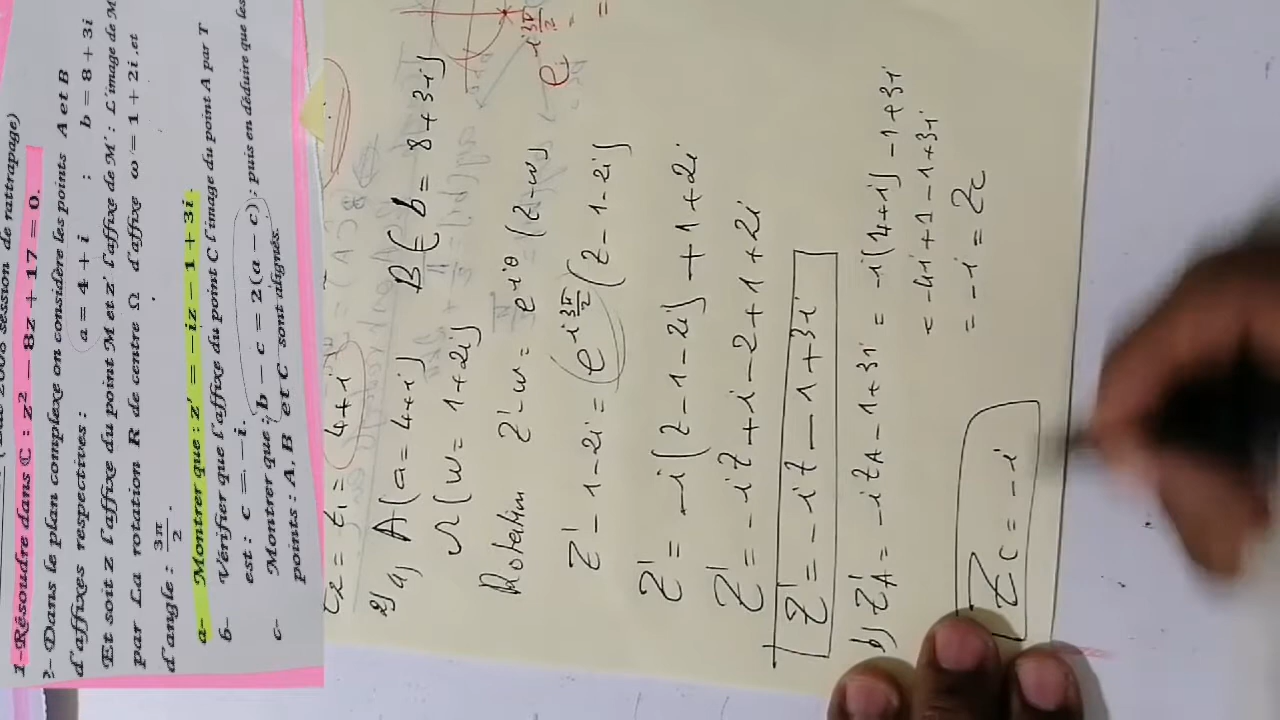 1-Résoudre dans ℂ : z² − 8z + 17 = 0.
2- Dans le plan complexe on considère les points A et B
d'affixes respectives : a = 4 + i : b = 8 + 3i
Et soit z l'affixe du point M et z' l'affixe de M' : L'image de M
par La rotation R de centre Ω d'affixe ω = 1 + 2i .et
d'angle : 3π/2 .
a- Montrer que : z' = −iz − 1 + 3i.
b- Vérifier que l'affixe du point C l'image du point A par T
est : c = −i.
c- Montrer que : b − c = 2(a − c) : puis en déduire que les
points : A. B et C sont alignés.
z₁ = 4+i
2) a) A(a = 4+i) B(b = 8+3i)
Ω(ω = 1+2i)
Rotation z'-ω = e^{iθ}(z-ω)
z'-1-2i = e^{i3π/2}(z-1-2i)
z' = -i(z-1-2i)+1+2i
z' = -iz+i-2+1+2i
z' = -iz-1+3i
b) z'A = -izA-1+3i = -i(4+i)-1+3i
= -4i+1-1+3i
= -i = zc
zc = -i
e^{i3π/2} =
=